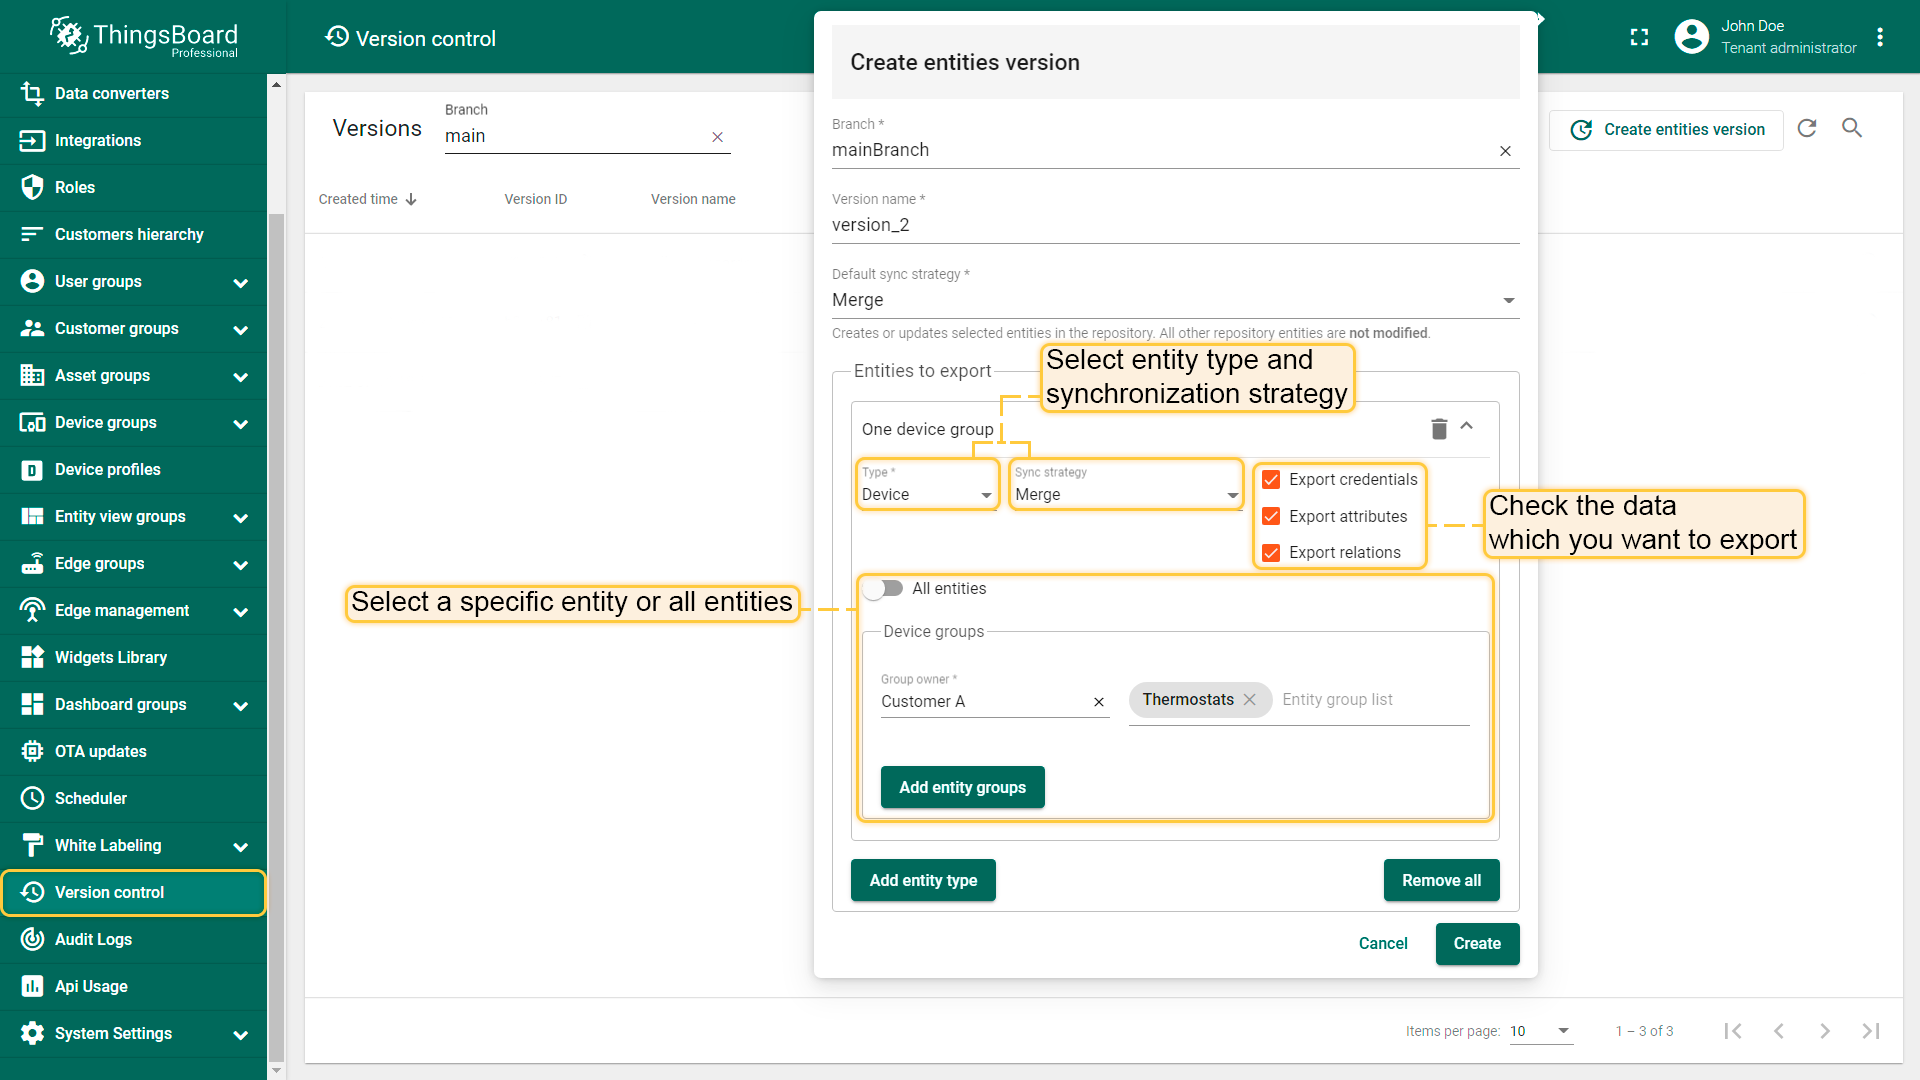 ThingsBoard
Professional
Data converters
Integrations
Roles
Customers hierarchy
User groups
Customer groups
Asset groups
Device groups
Device profiles
Entity view groups
Edge groups
Edge management
Widgets Library
Dashboard groups
OTA updates
Scheduler
White Labeling
Version control
Audit Logs
Api Usage
System Settings
Version control
John Doe
Tenant administrator
Versions
Branch
main
Create entities version
Created time
Version ID
Version name
Create entities version
Branch *
mainBranch
Version name *
version_2
Default sync strategy *
Merge
Creates or updates selected entities in the repository. All other repository entities are not modified.
Entities to export
Select entity type and
synchronization strategy
One device group
Type *
Device
Sync strategy
Merge
Export credentials
Export attributes
Export relations
Check the data
which you want to export
Select a specific entity or all entities
All entities
Device groups
Group owner *
Customer A
Thermostats
Entity group list
Add entity groups
Add entity type
Remove all
Cancel
Create
Items per page:
10
1 – 3 of 3